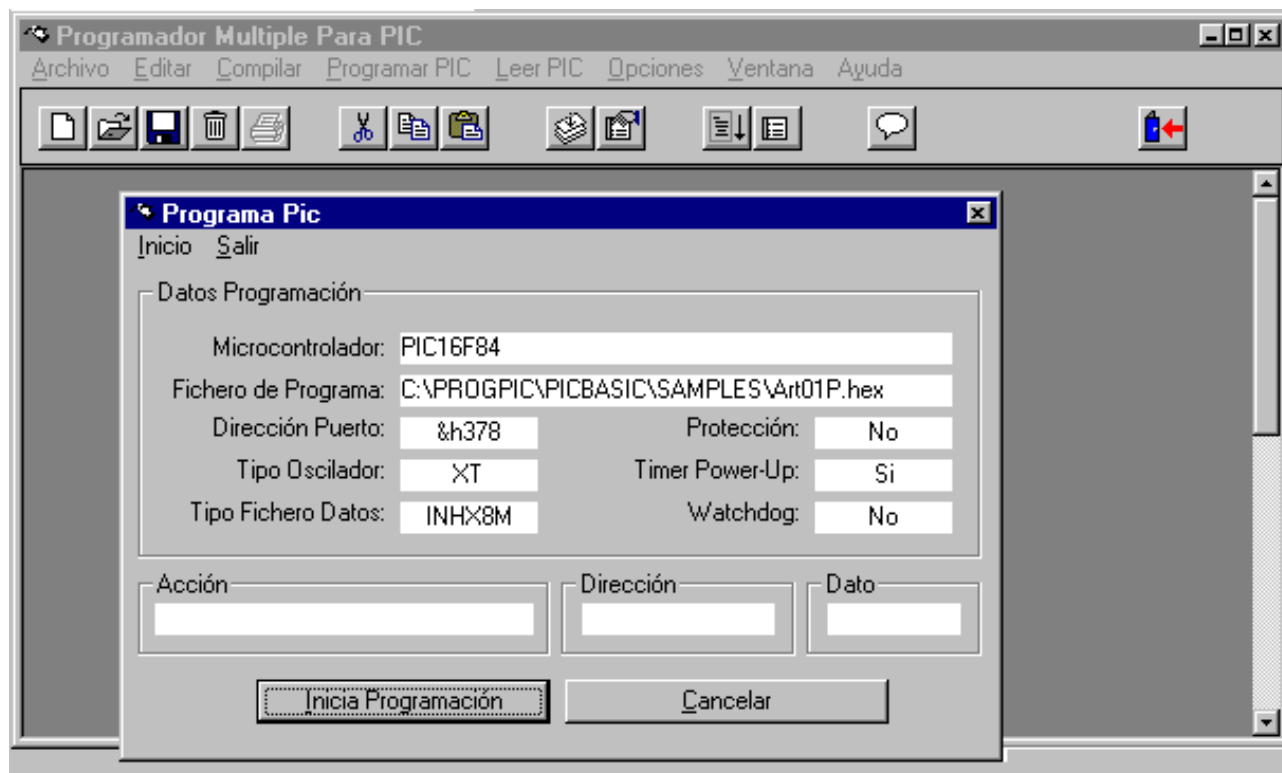 Programador Multiple Para PIC
Archivo Editar Compilar Programar PIC Leer PIC Opciones Ventana Ayuda
Programa Pic
Inicio Salir
Datos Programación
Microcontrolador: PIC16F84
Fichero de Programa: C:\PROGPIC\PICBASIC\SAMPLES\Art01P.hex
Dirección Puerto: &h378 Protección: No
Tipo Oscilador: XT Timer Power-Up: Si
Tipo Fichero Datos: INHX8M Watchdog: No
Acción Dirección Dato
Inicia Programación Cancelar